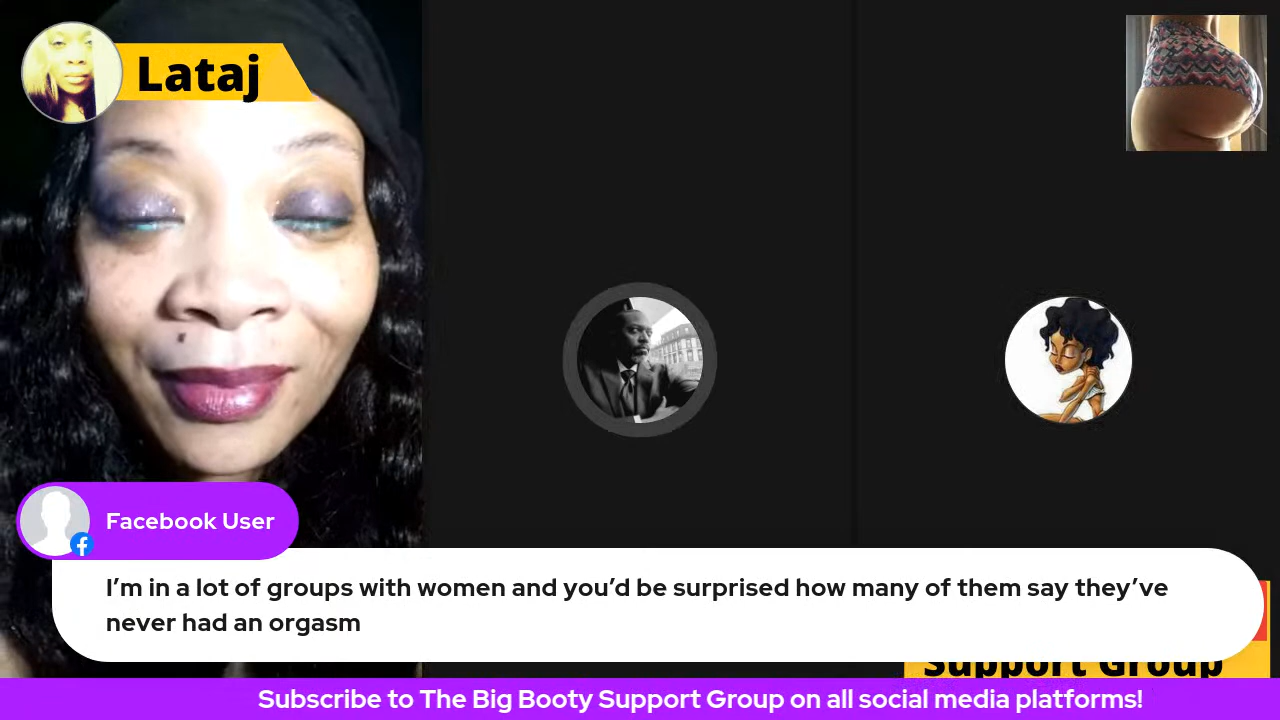 Lataj
Facebook User
I’m in a lot of groups with women and you’d be surprised how many of them say they’ve
never had an orgasm
Support Group
Subscribe to The Big Booty Support Group on all social media platforms!